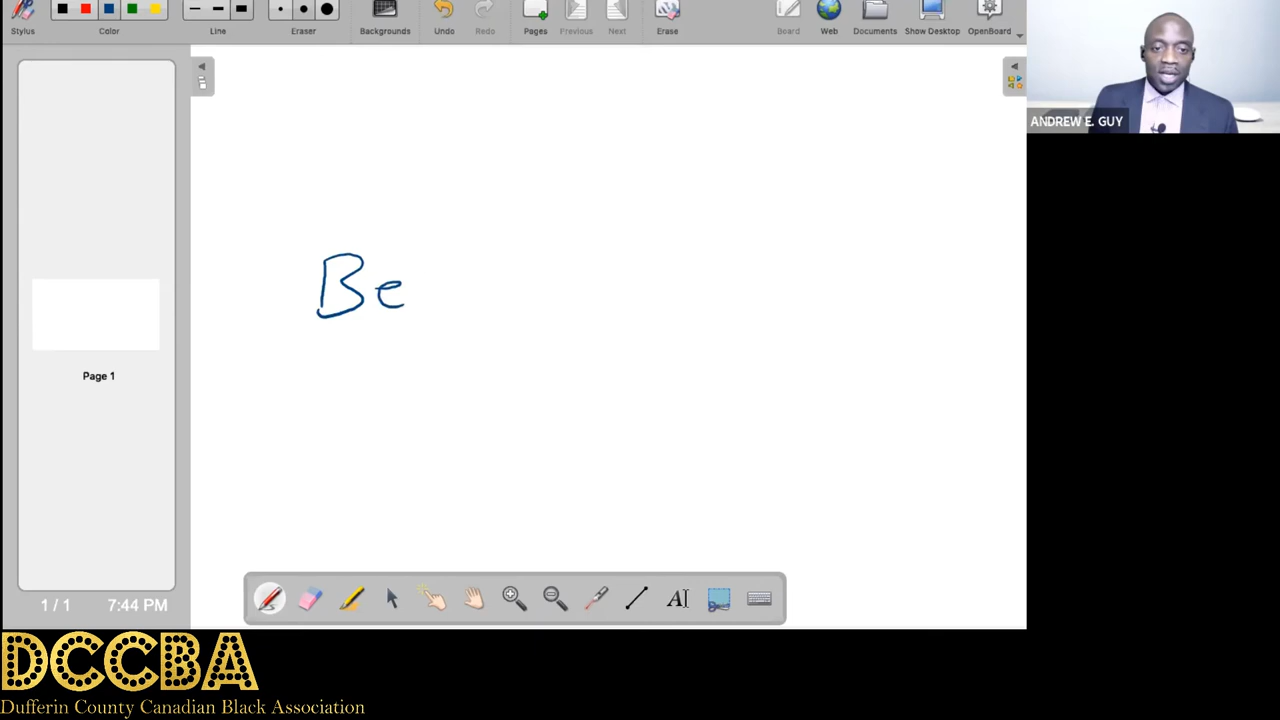 Stylus Color Line Eraser Backgrounds Undo Redo Pages Previous Next Erase Board Web Documents Show Desktop OpenBoard
ANDREW E. GUY
Be
Page 1
1 / 1 7:44 PM
AI
DCCBA
Dufferin County Canadian Black Association